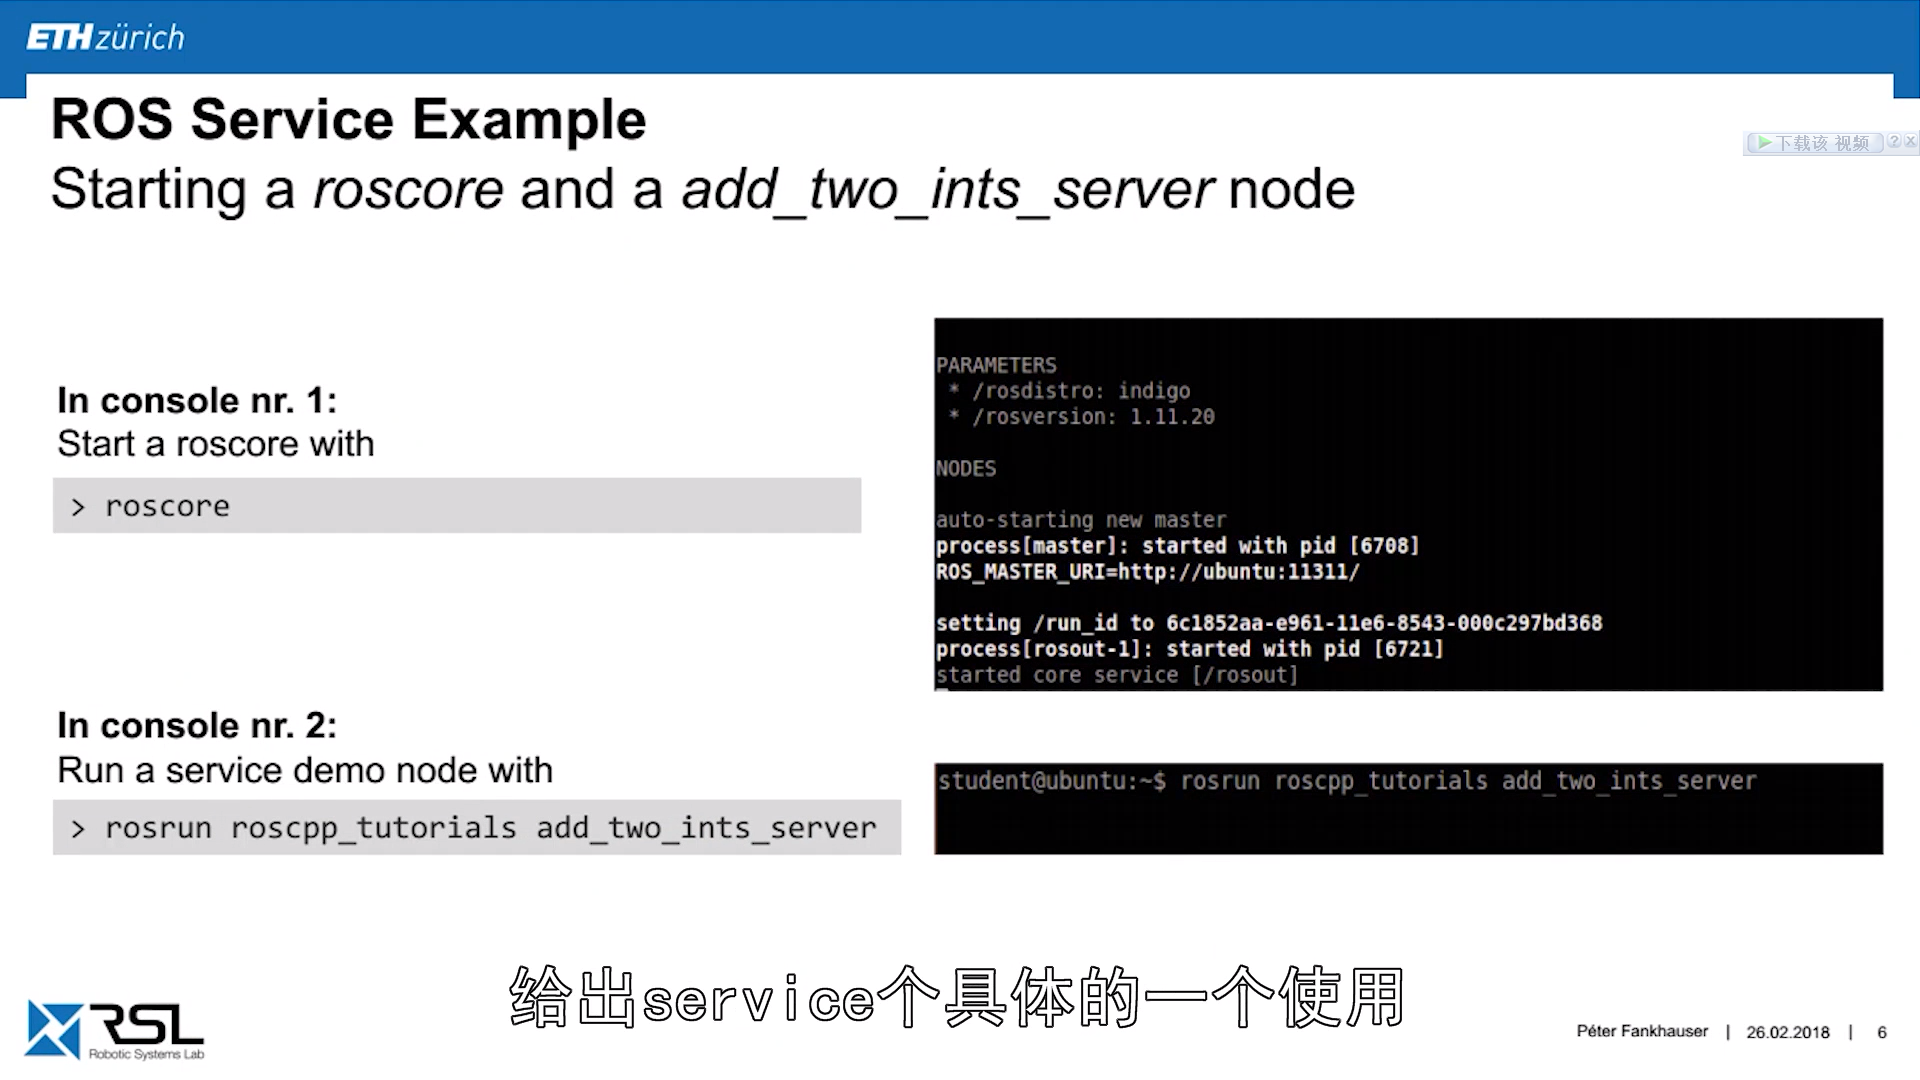 ETH zürich
ROS Service Example
Starting a roscore and a add_two_ints_server node
下载该 视频 ? x
In console nr. 1:
Start a roscore with
> roscore
PARAMETERS
* /rosdistro: indigo
* /rosversion: 1.11.20
NODES
auto-starting new master
process[master]: started with pid [6708]
ROS_MASTER_URI=http://ubuntu:11311/
setting /run_id to 6c1852aa-e961-11e6-8543-000c297bd368
process[rosout-1]: started with pid [6721]
started core service [/rosout]
In console nr. 2:
Run a service demo node with
> rosrun roscpp_tutorials add_two_ints_server
student@ubuntu:~$ rosrun roscpp_tutorials add_two_ints_server
给出service个具体的一个使用
RSL
Robotic Systems Lab
Péter Fankhauser | 26.02.2018 | 6